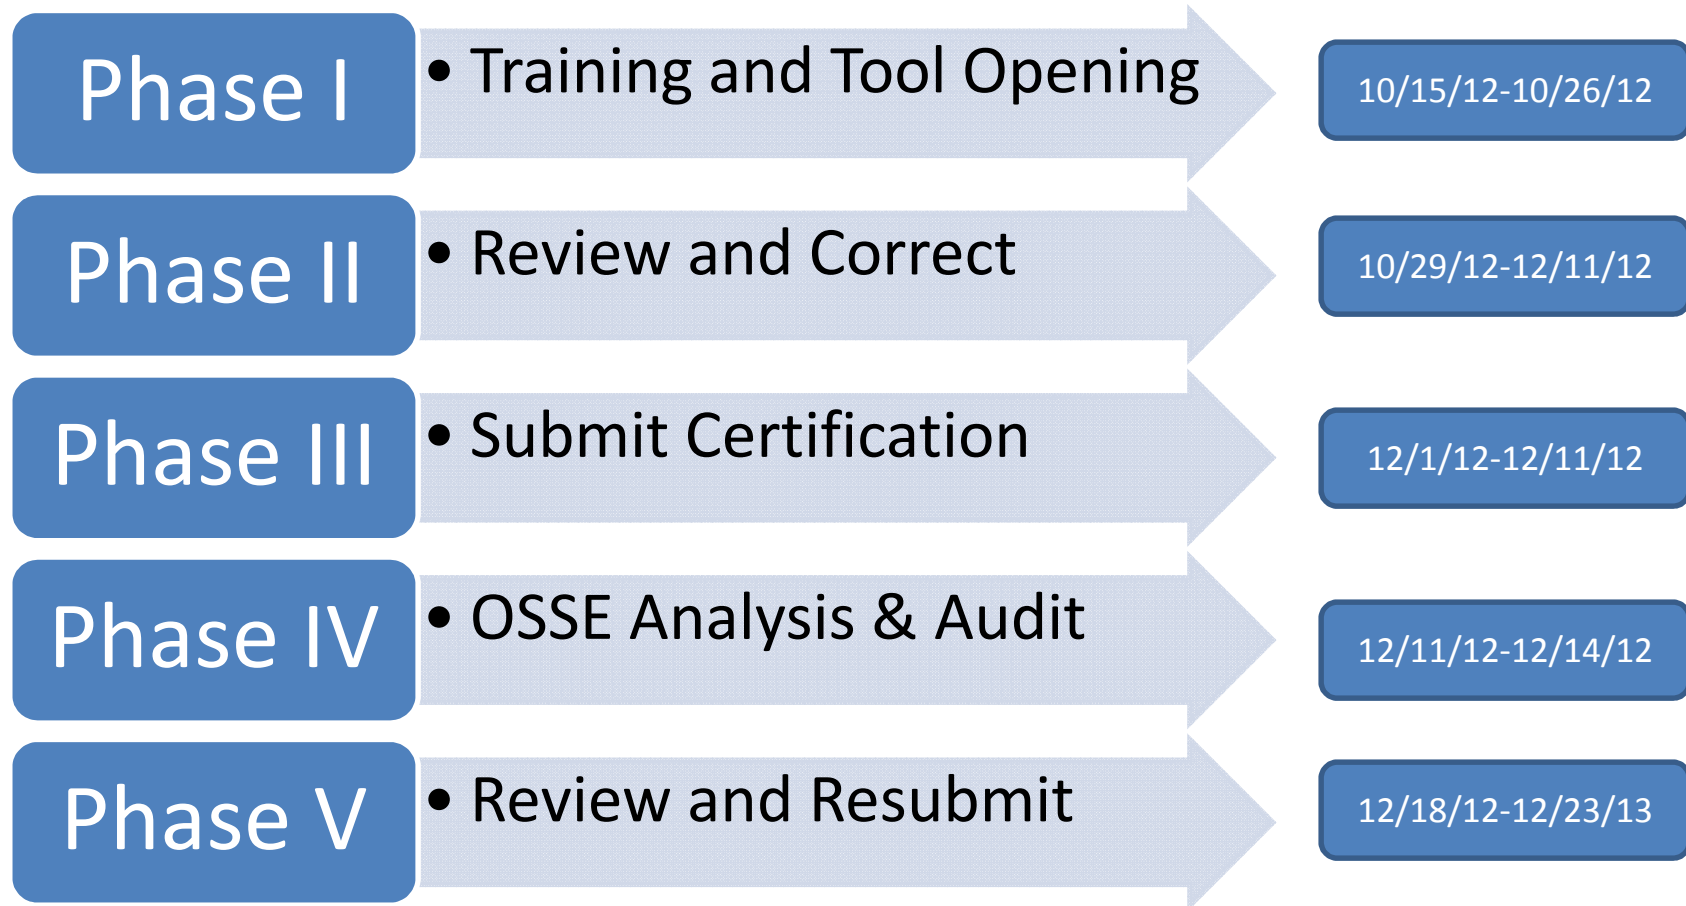 Phase I
• Training and Tool Opening
10/15/12-10/26/12
Phase II
• Review and Correct
10/29/12-12/11/12
Phase III
• Submit Certification
12/1/12-12/11/12
Phase IV
• OSSE Analysis & Audit
12/11/12-12/14/12
Phase V
• Review and Resubmit
12/18/12-12/23/13